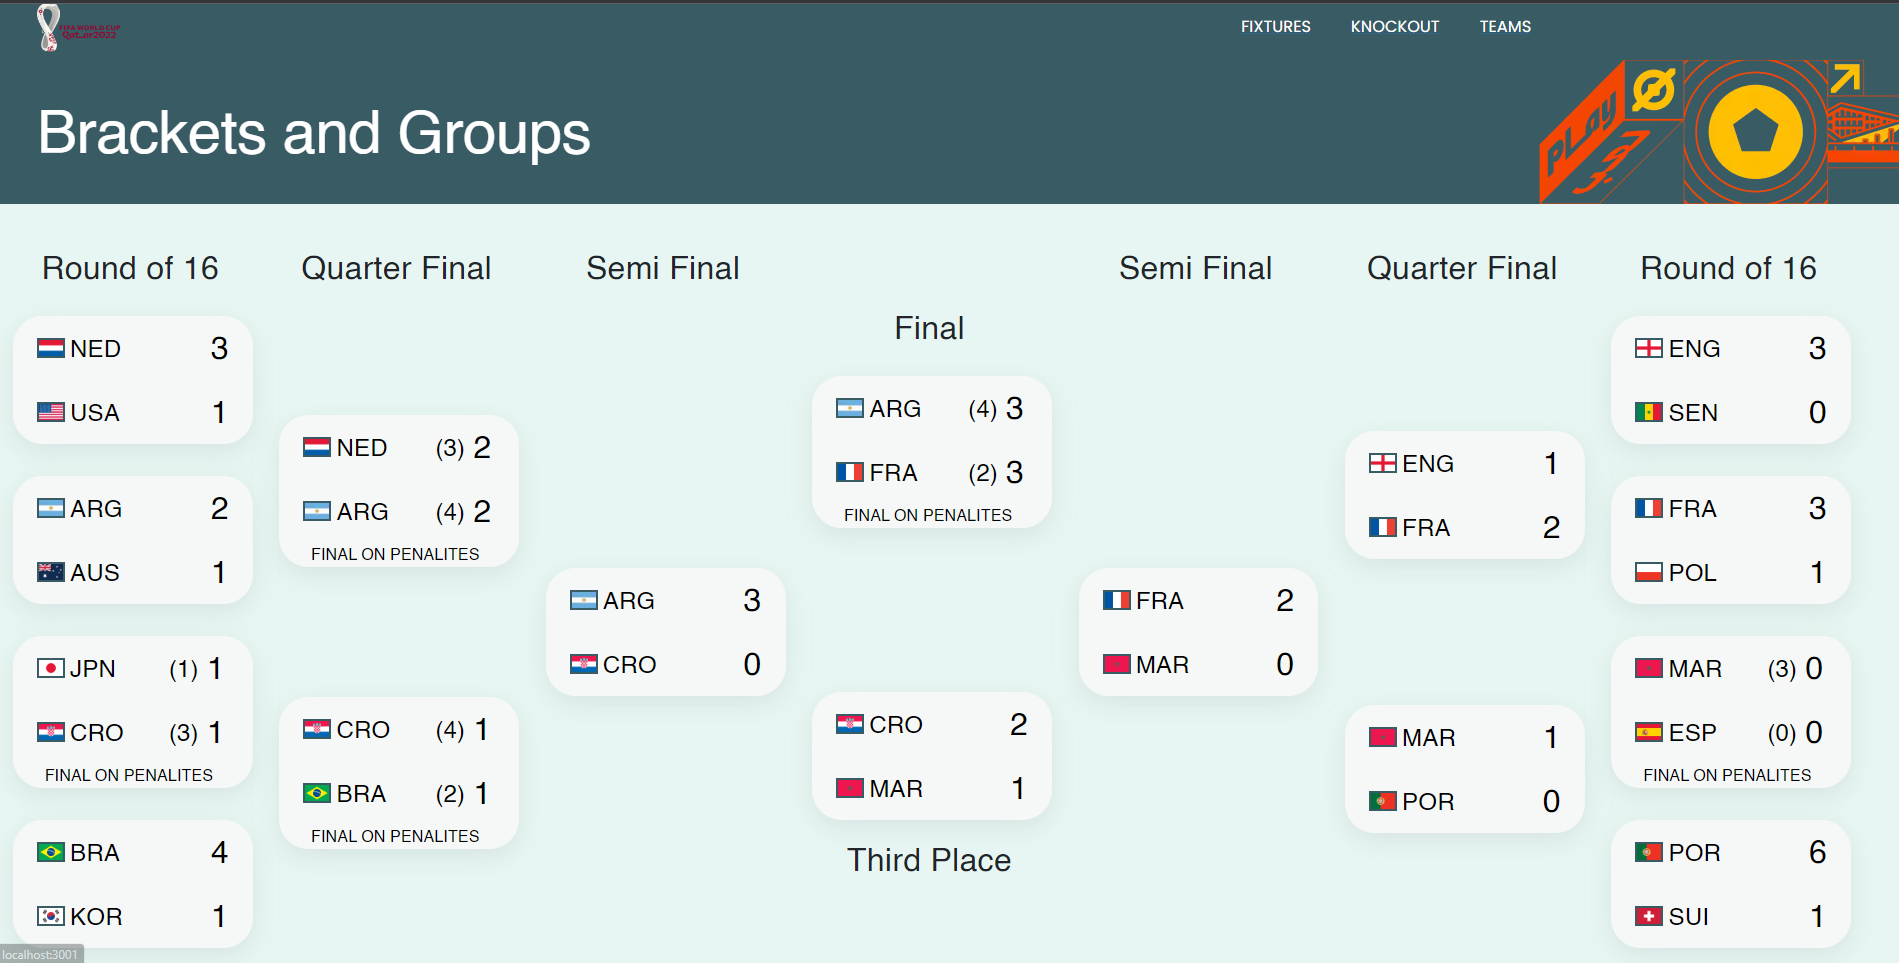 FIFA WORLD CUP
Qatar2022
FIXTURES
KNOCKOUT
TEAMS
PLAY
Brackets and Groups
Round of 16
Quarter Final
Semi Final
Semi Final
Quarter Final
Round of 16
NED 3
USA 1
ARG 2
AUS 1
JPN (1) 1
CRO (3) 1
FINAL ON PENALITES
BRA 4
KOR 1
NED (3) 2
ARG (4) 2
FINAL ON PENALITES
CRO (4) 1
BRA (2) 1
FINAL ON PENALITES
ARG 3
CRO 0
Final
ARG (4) 3
FRA (2) 3
FINAL ON PENALITES
CRO 2
MAR 1
Third Place
FRA 2
MAR 0
ENG 1
FRA 2
MAR 1
POR 0
ENG 3
SEN 0
FRA 3
POL 1
MAR (3) 0
ESP (0) 0
FINAL ON PENALITES
POR 6
SUI 1
localhost:3001